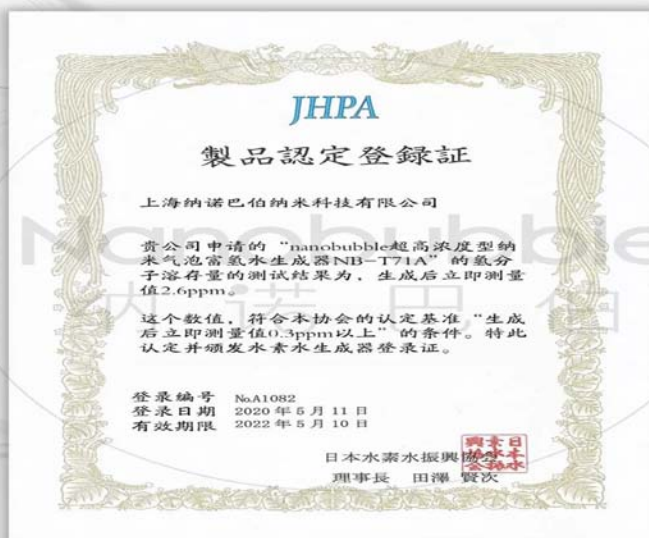 JHPA
製品認定登録証
上海纳诺巴伯纳米科技有限公司
贵公司申请的“nanobubble超高浓度型纳
米气泡富氢水生成器NB-T71A”的氢分
子溶存量的测试结果为，生成后立即测量
值2.6ppm。
这个数值，符合本协会的认定基准“生成
后立即测量值0.3ppm以上”的条件。特此
认定并颁发水素水生成器登录证。
登录编号 No.A1082
登录日期 2020年5月11日
有效期限 2022年5月10日
日本水素水振興協会
理事長 田澤 賢次
Nanobubble
纳诺巴伯